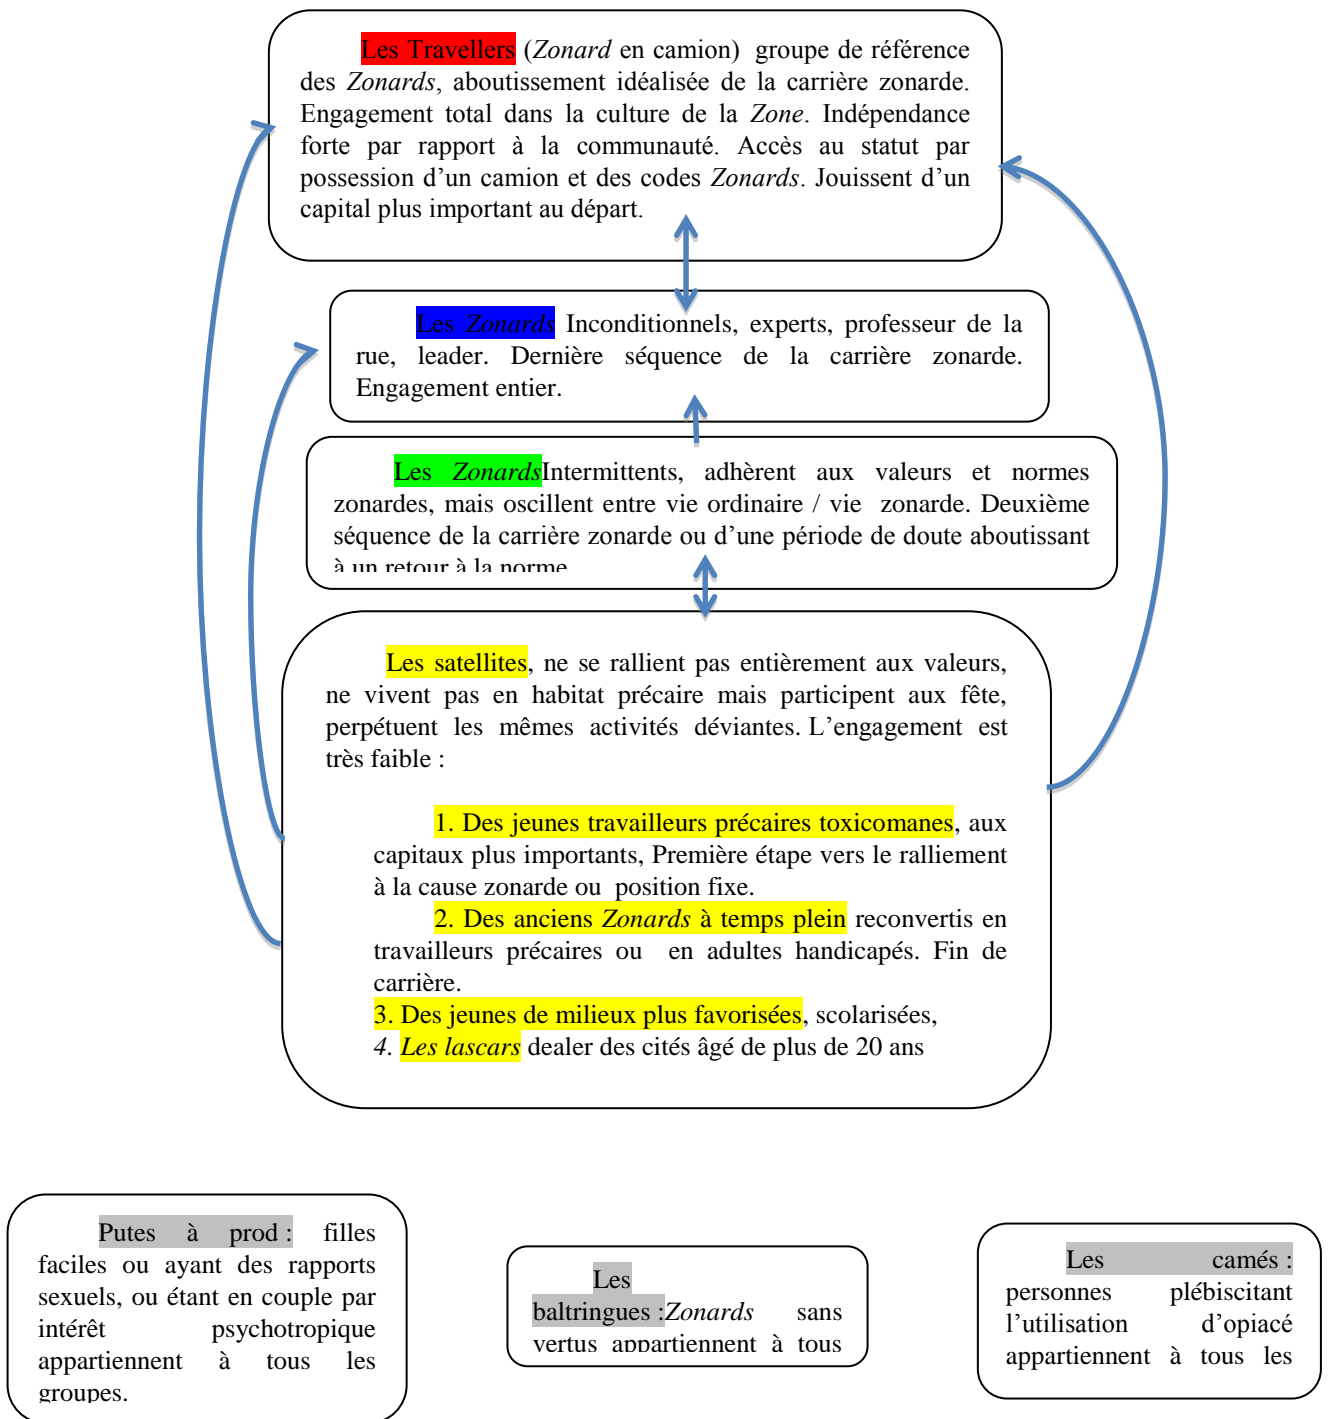 Les Travellers (Zonard en camion) groupe de référence
des Zonards, aboutissement idéalisée de la carrière zonarde.
Engagement total dans la culture de la Zone. Indépendance
forte par rapport à la communauté. Accès au statut par
possession d’un camion et des codes Zonards. Jouissent d’un
capital plus important au départ.
Les Zonards Inconditionnels, experts, professeur de la
rue, leader. Dernière séquence de la carrière zonarde.
Engagement entier.
Les ZonardsIntermittents, adhèrent aux valeurs et normes
zonardes, mais oscillent entre vie ordinaire / vie zonarde. Deuxième
séquence de la carrière zonarde ou d’une période de doute aboutissant
à un retour à la norme
Les satellites, ne se rallient pas entièrement aux valeurs,
ne vivent pas en habitat précaire mais participent aux fête,
perpétuent les mêmes activités déviantes. L’engagement est
très faible :
1. Des jeunes travailleurs précaires toxicomanes, aux
capitaux plus importants, Première étape vers le ralliement
à la cause zonarde ou position fixe.
2. Des anciens Zonards à temps plein reconvertis en
travailleurs précaires ou en adultes handicapés. Fin de
carrière.
3. Des jeunes de milieux plus favorisées, scolarisées,
4. Les lascars dealer des cités âgé de plus de 20 ans
Putes à prod : filles
faciles ou ayant des rapports
sexuels, ou étant en couple par
intérêt psychotropique
appartiennent à tous les
groupes.
Les
baltringues :Zonards sans
vertus appartiennent à tous
Les camés :
personnes plébiscitant
l’utilisation d’opiacé
appartiennent à tous les